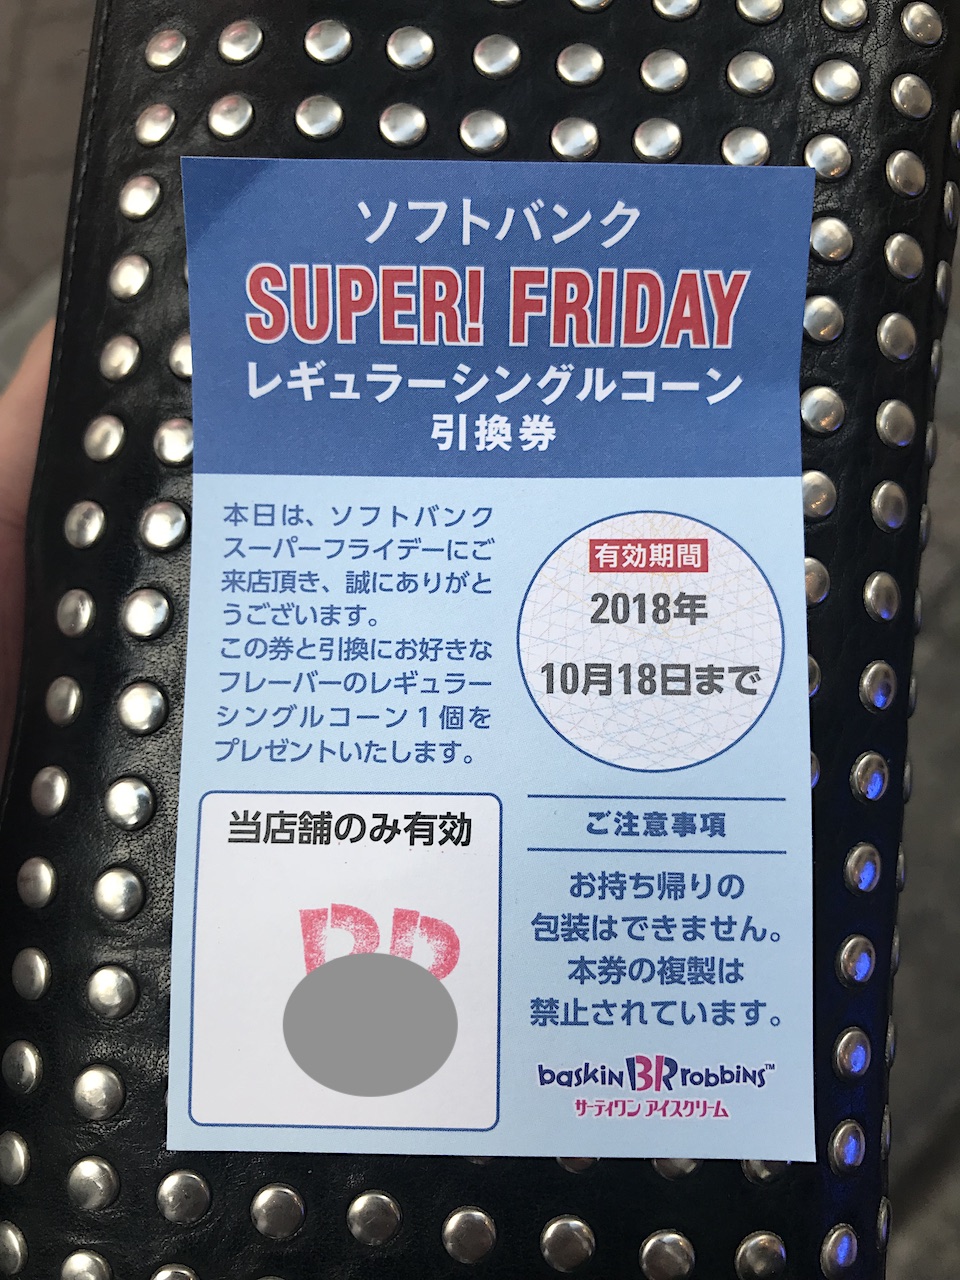 ソフトバンク
SUPER! FRIDAY
レギュラーシングルコーン
引換券
本日は、ソフトバンク
スーパーフライデーにご
来店頂き、誠にありがと
うございます。
この券と引換にお好きな
フレーバーのレギュラー
シングルコーン1個を
プレゼントいたします。
有効期間
2018年
10月18日まで
当店舗のみ有効
ご注意事項
お持ち帰りの
包装はできません。
本券の複製は
禁止されています。
baskin BR robbins™
サーティワン アイスクリーム